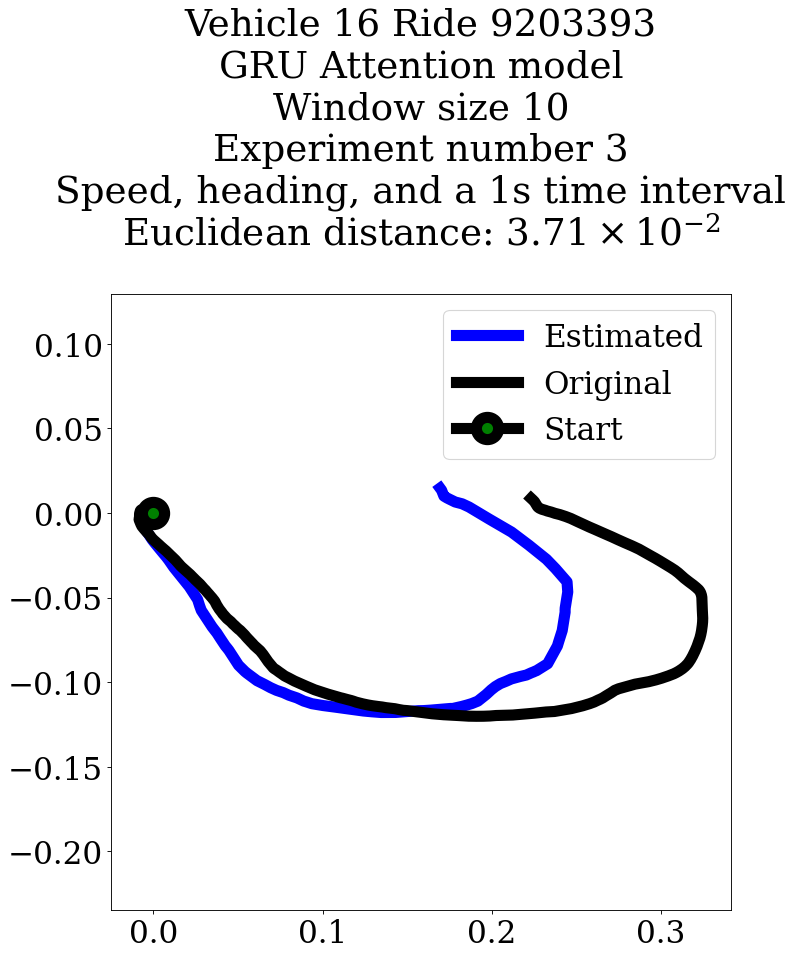 Vehicle 16 Ride 9203393
GRU Attention model
Window size 10
Experiment number 3
Speed, heading, and a 1s time interval
Euclidean distance: 3.71 × 10⁻²
Estimated
Original
Start
0.10
0.05
0.00
−0.05
−0.10
−0.15
−0.20
0.0 0.1 0.2 0.3